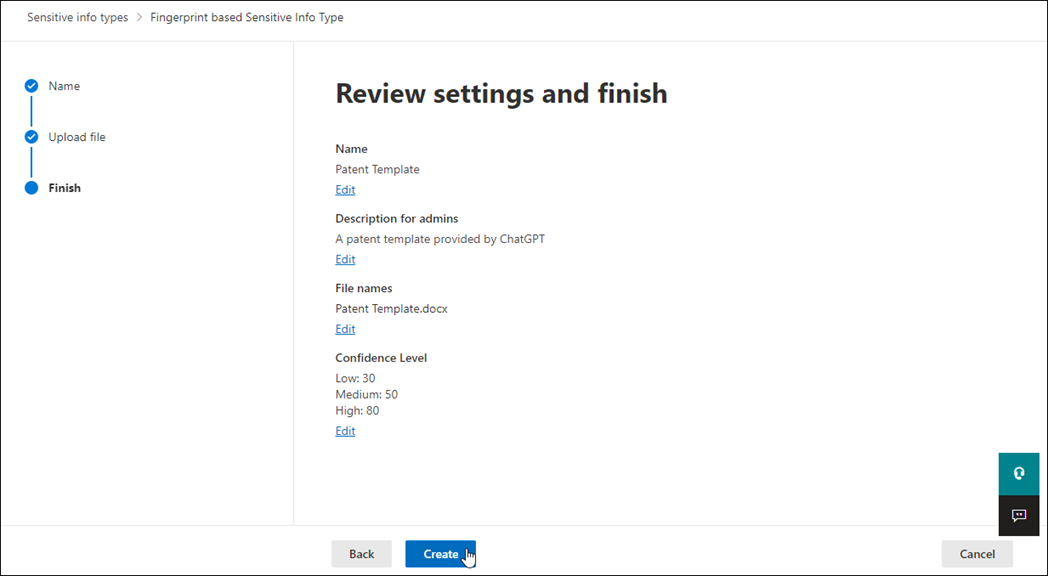 Sensitive info types > Fingerprint based Sensitive Info Type
Name
Upload file
Finish
Review settings and finish
Name
Patent Template
Edit
Description for admins
A patent template provided by ChatGPT
Edit
File names
Patent Template.docx
Edit
Confidence Level
Low: 30
Medium: 50
High: 80
Edit
Back
Create
Cancel